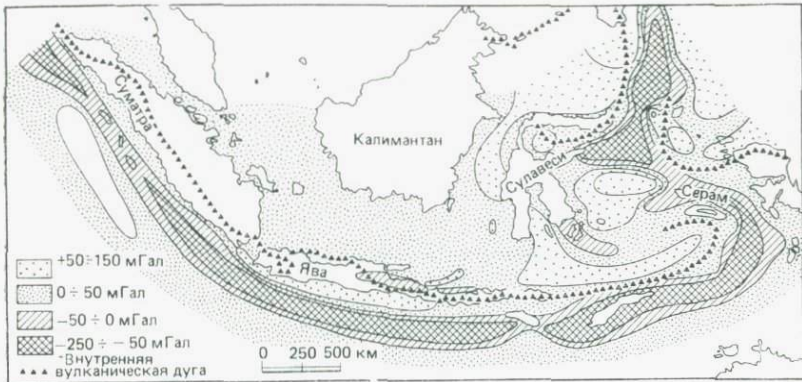 Суматра
Калимантан
Сулавеси
Серам
Ява
+50÷150 мГал
0 ÷ 50 мГал
−50 ÷ 0 мГал
−250 ÷ −50 мГал
Внутренняя
вулканическая дуга
0 250 500 км